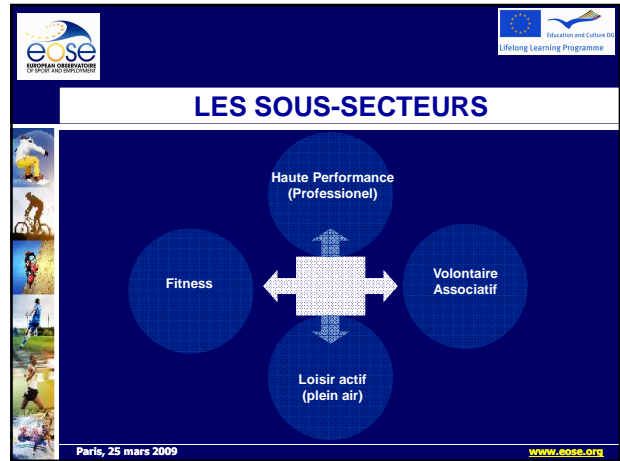 eose
EUROPEAN OBSERVATOIRE
OF SPORT AND EMPLOYMENT
Education and Culture DG
Lifelong Learning Programme
LES SOUS-SECTEURS
Haute Performance
(Professionel)
Fitness
Volontaire
Associatif
Loisir actif
(plein air)
Paris, 25 mars 2009
www.eose.org